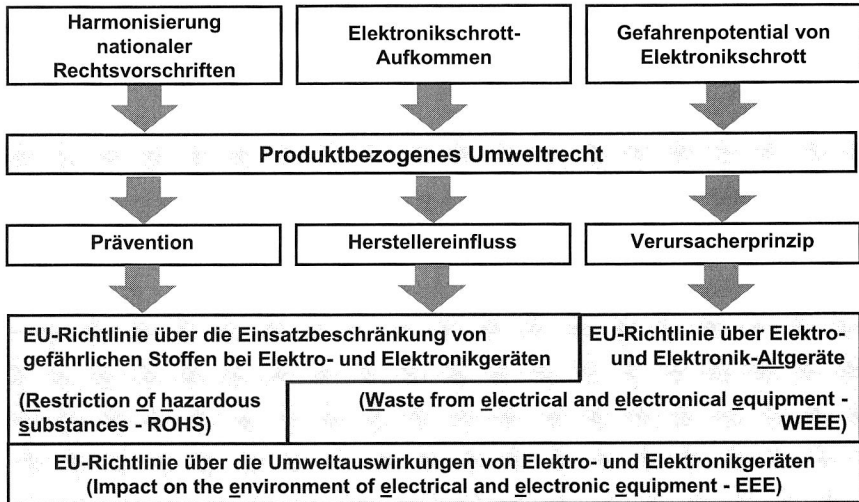 Harmonisierung
nationaler
Rechtsvorschriften
Elektronikschrott-
Aufkommen
Gefahrenpotential von
Elektronikschrott
Produktbezogenes Umweltrecht
Prävention
Herstellereinfluss
Verursacherprinzip
EU-Richtlinie über die Einsatzbeschränkung von
gefährlichen Stoffen bei Elektro- und Elektronikgeräten
(Restriction of hazardous
substances - ROHS)
EU-Richtlinie über Elektro-
und Elektronik-Altgeräte
(Waste from electrical and electronical equipment -
WEEE)
EU-Richtlinie über die Umweltauswirkungen von Elektro- und Elektronikgeräten
(Impact on the environment of electrical and electronic equipment - EEE)